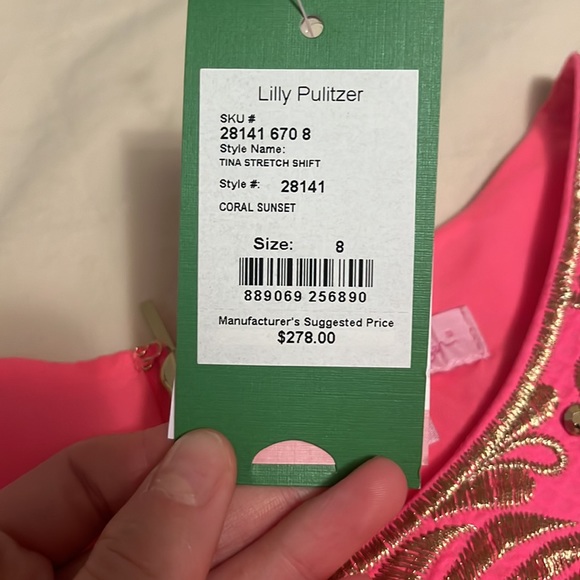 Lilly Pulitzer
SKU #
28141 670 8
Style Name:
TINA STRETCH SHIFT
Style #: 28141
CORAL SUNSET
Size: 8
889069 256890
Manufacturer's Suggested Price
$278.00